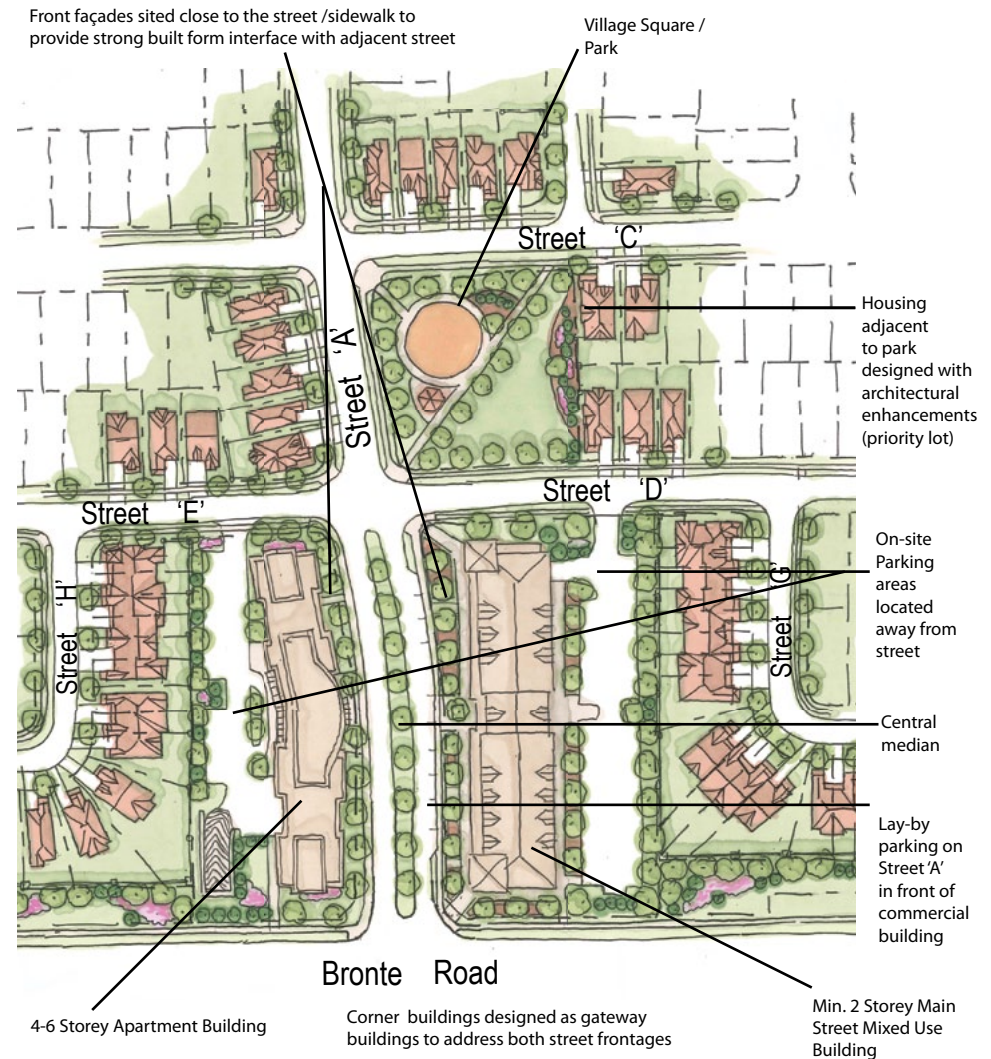 Front façades sited close to the street /sidewalk to
provide strong built form interface with adjacent street
Village Square /
Park
Street 'C'
Housing
adjacent
to park
designed with
architectural
enhancements
(priority lot)
Street 'A'
Street 'D'
Street 'E'
On-site
Parking
areas
located
away from
street
Street 'H'
Street 'G'
Central
median
Lay-by
parking on
Street 'A'
in front of
commercial
building
Bronte Road
4-6 Storey Apartment Building
Corner buildings designed as gateway
buildings to address both street frontages
Min. 2 Storey Main
Street Mixed Use
Building